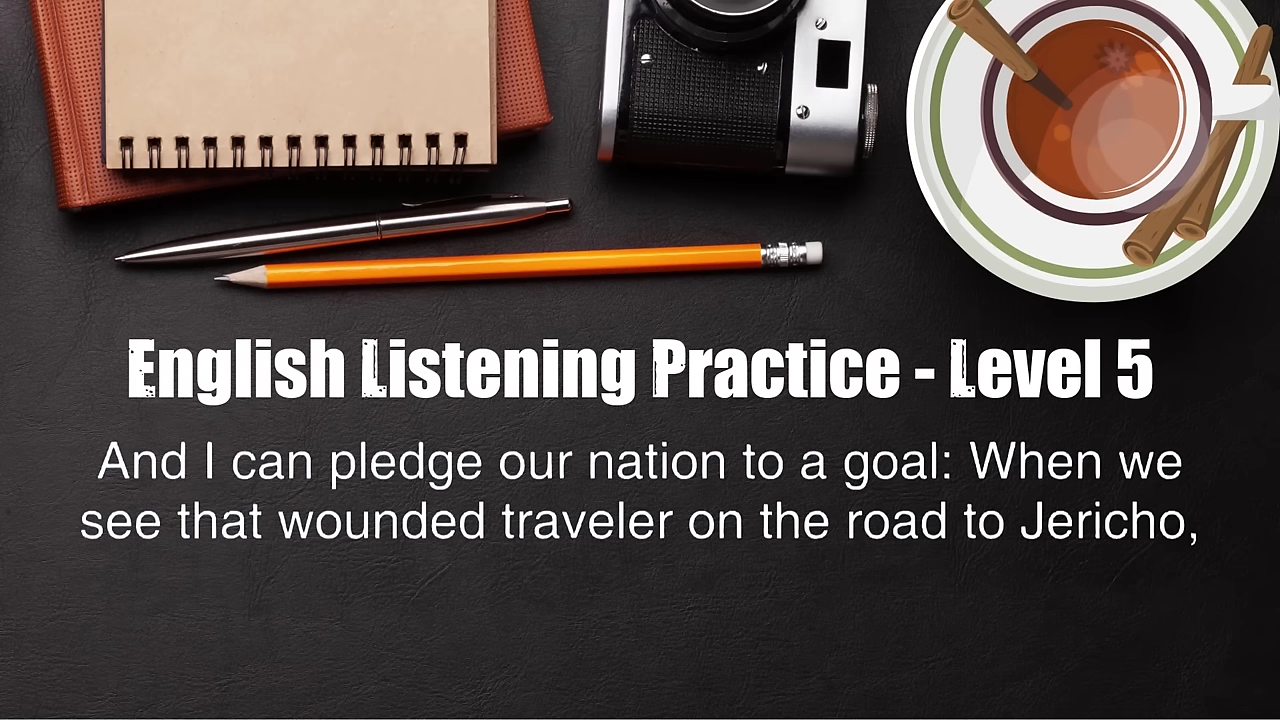 English Listening Practice - Level 5
And I can pledge our nation to a goal: When we
see that wounded traveler on the road to Jericho,